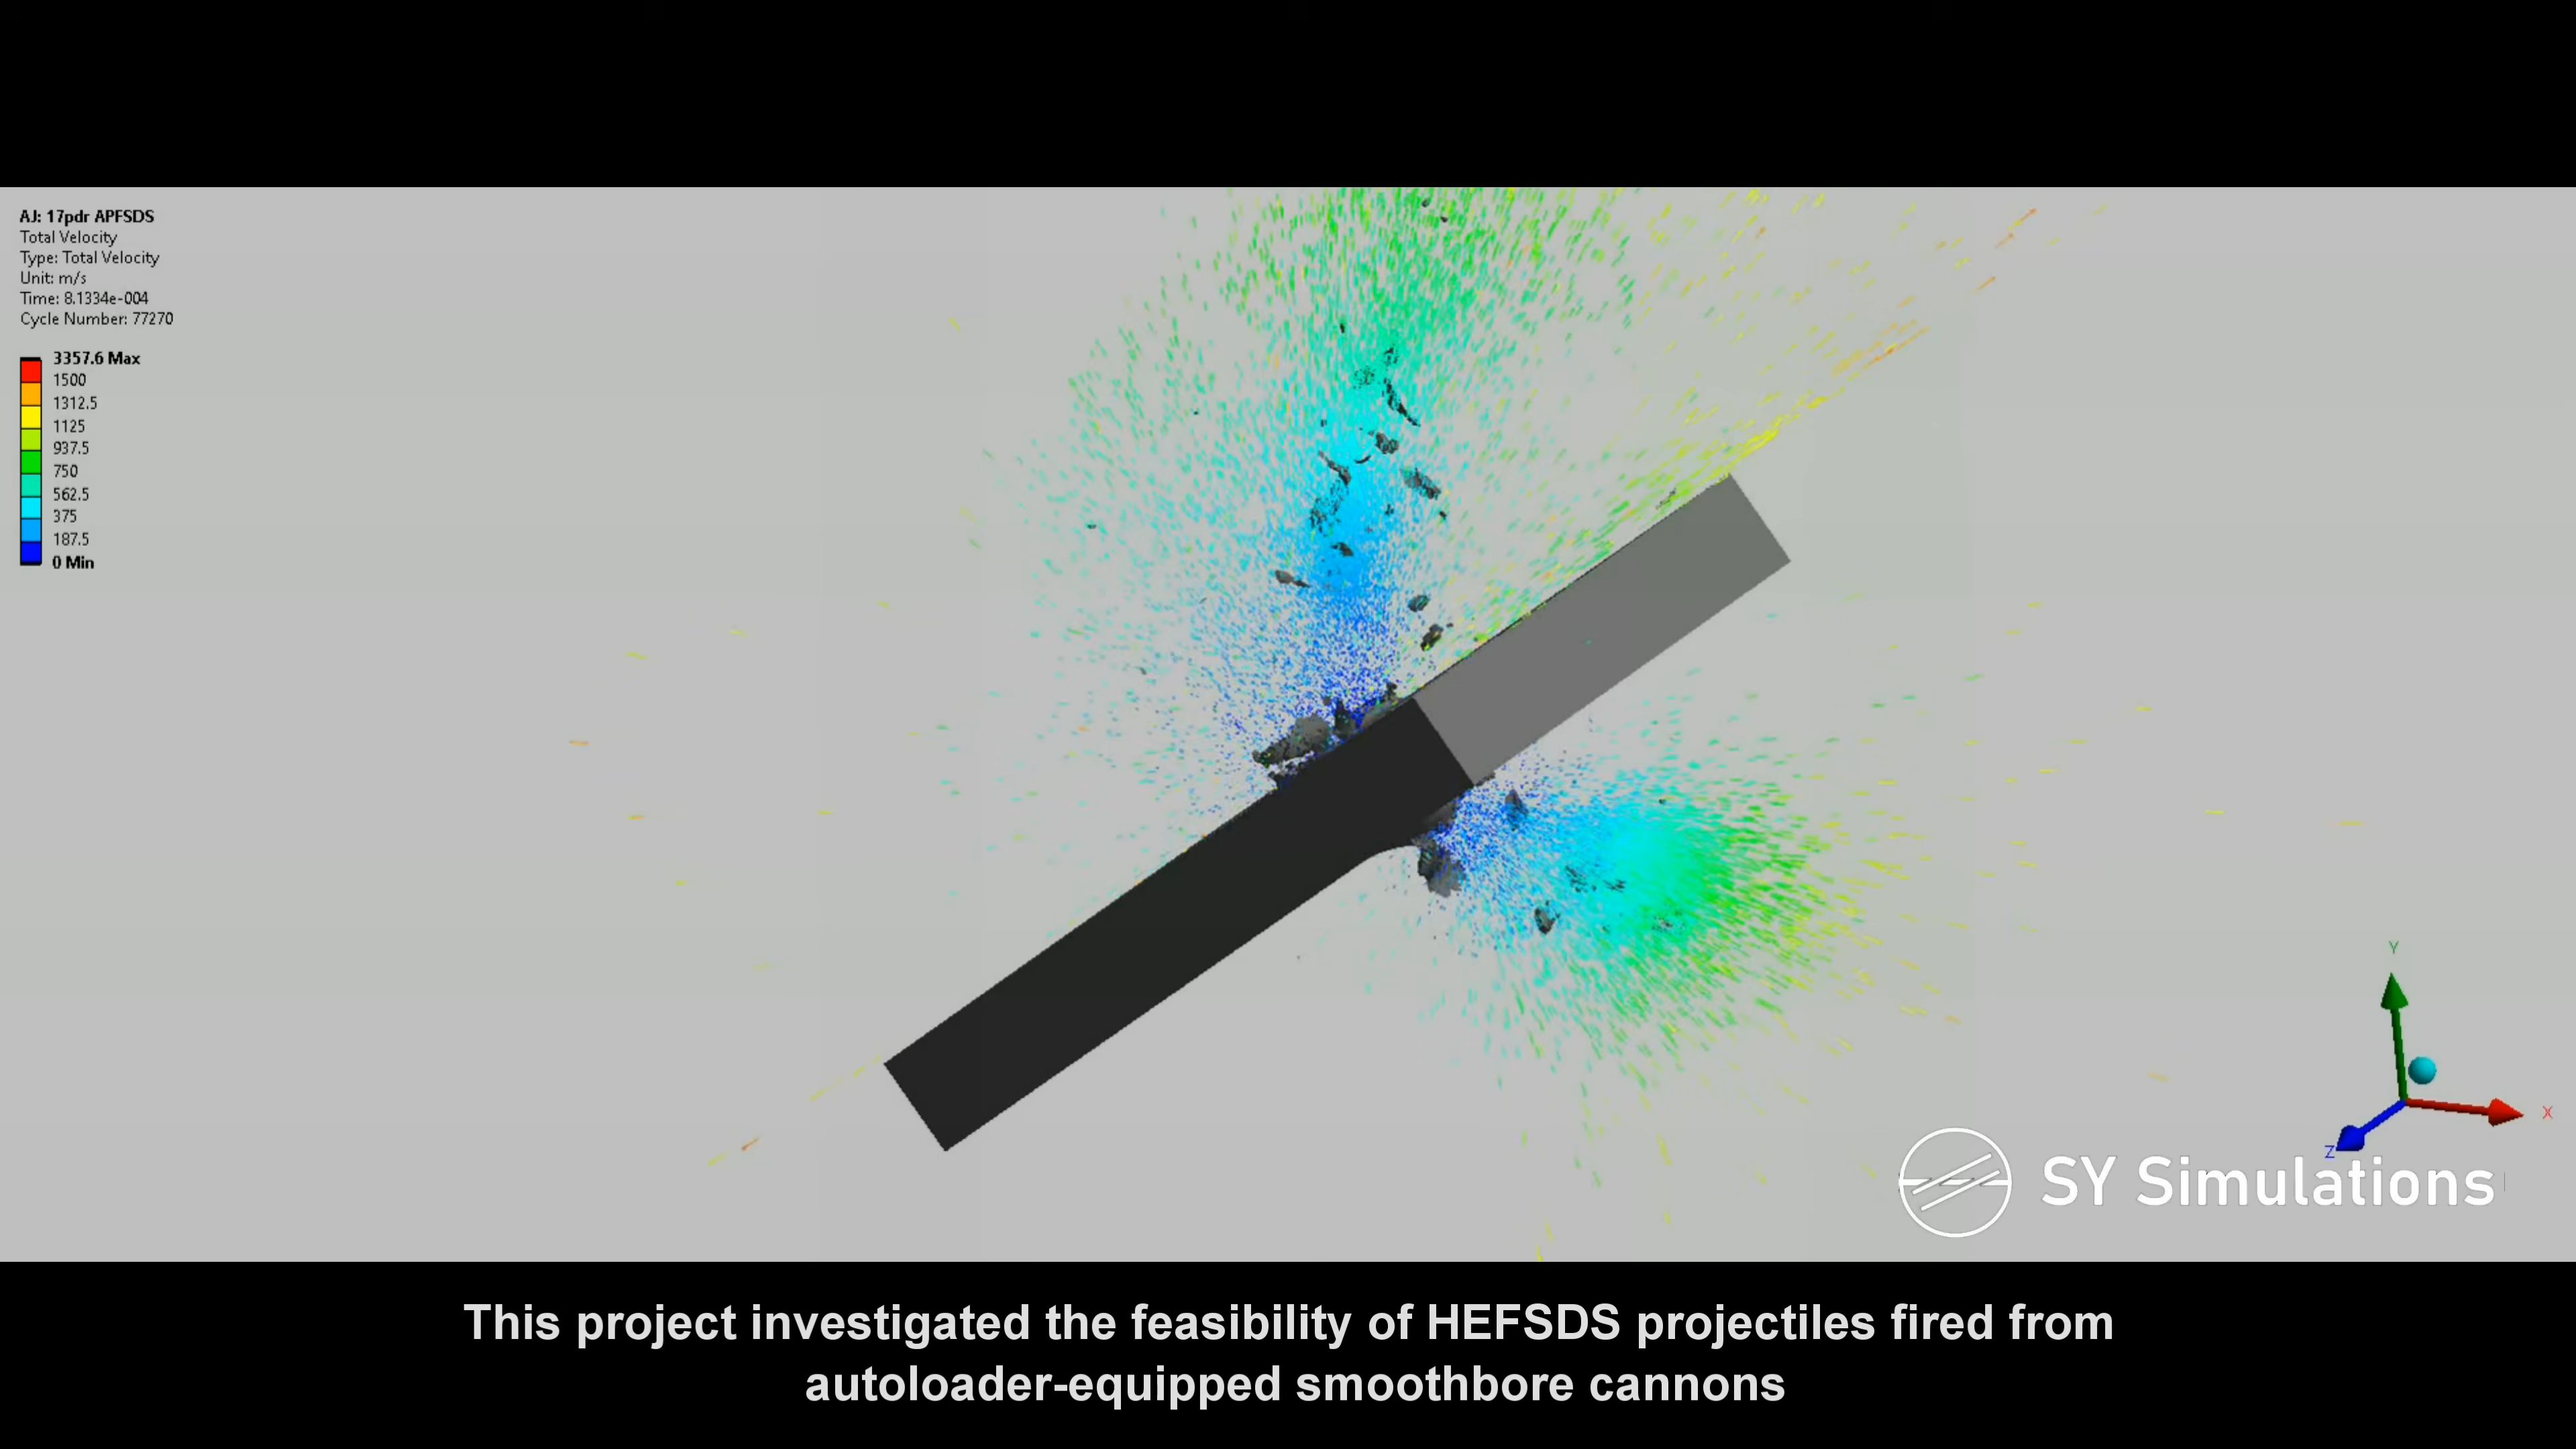 AJ: 17pdr APFSDS
Total Velocity
Type: Total Velocity
Unit: m/s
Time: 8.1334e-004
Cycle Number: 77270
3357.6 Max
1500
1312.5
1125
937.5
750
562.5
375
187.5
0 Min
Y
X
Z
SY Simulations
This project investigated the feasibility of HEFSDS projectiles fired from
autoloader-equipped smoothbore cannons